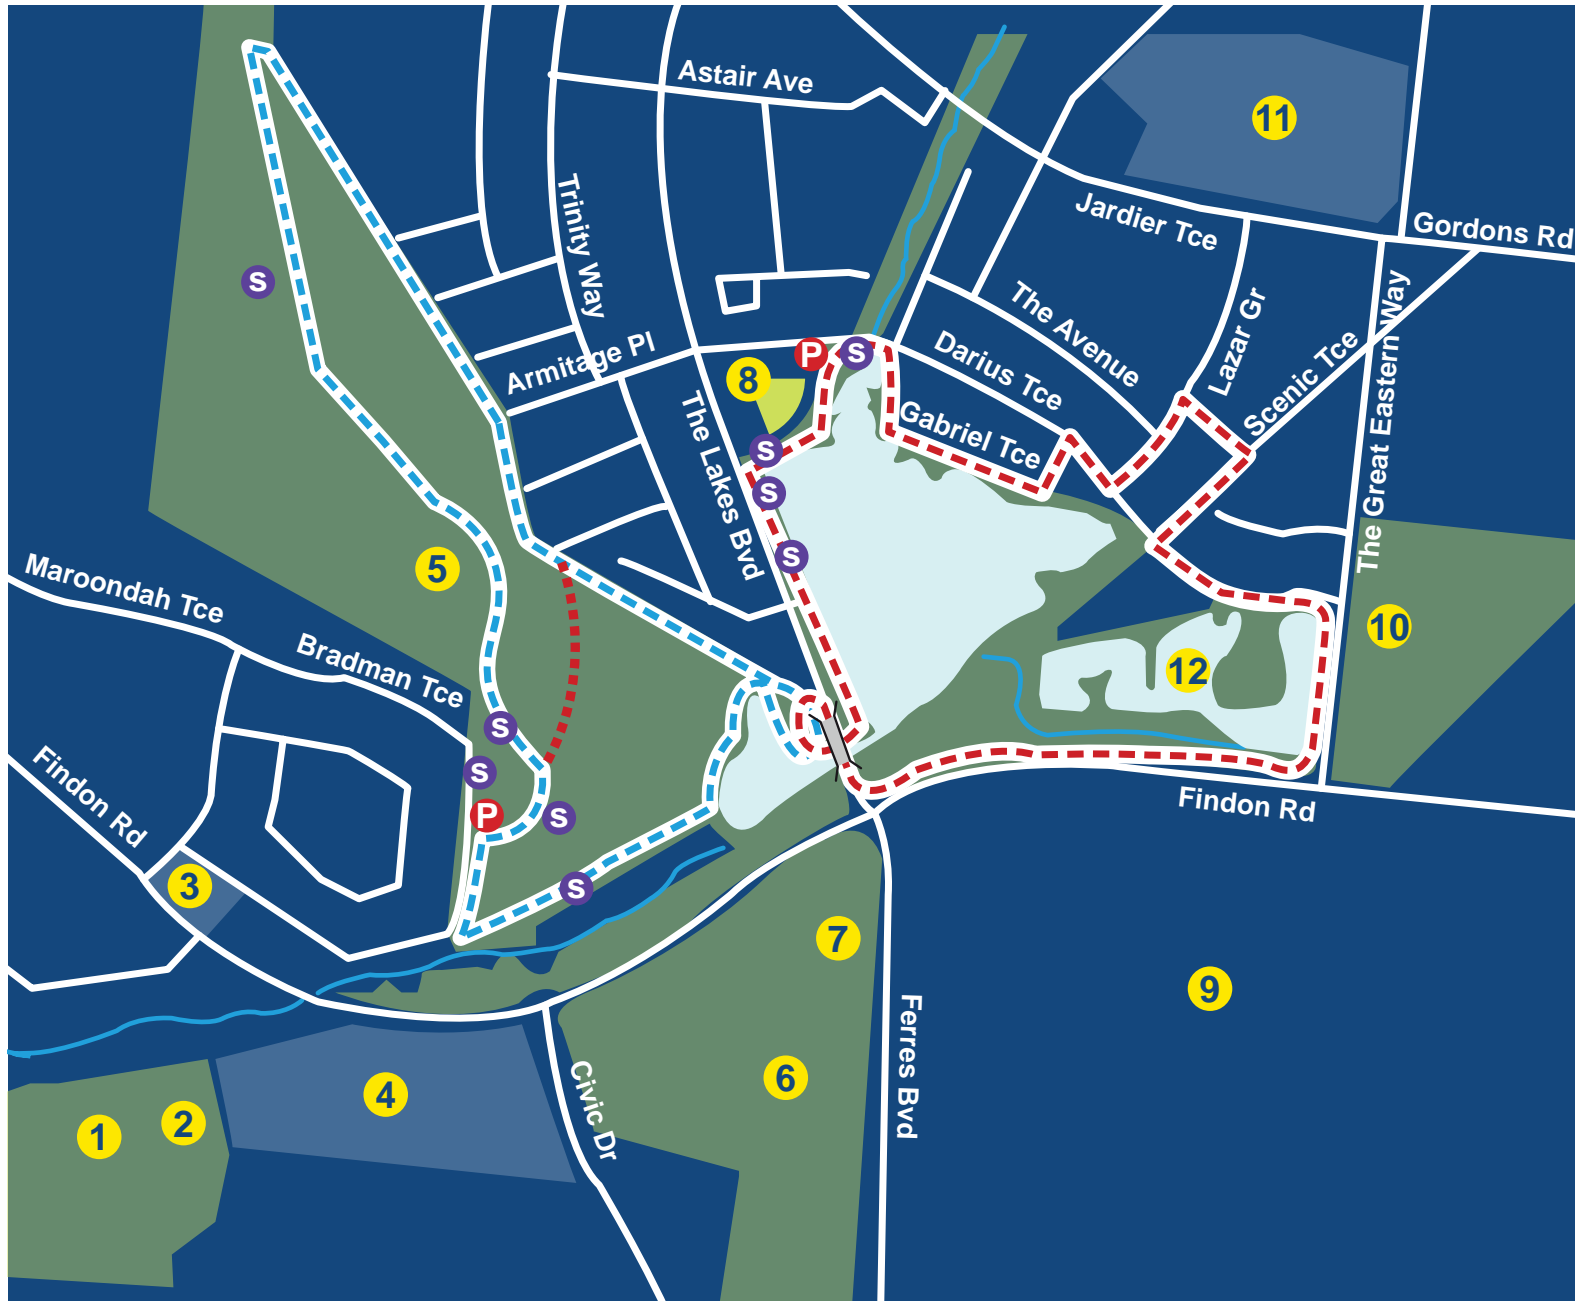 Astair Ave
11
Trinity Way
Jardier Tce
Gordons Rd
S
The Avenue
Lazar Gr
The Great Eastern Way
Armitage Pl
P
S
8
Darius Tce
Scenic Tce
The Lakes Bvd
Gabriel Tce
S
S
S
5
Maroondah Tce
Bradman Tce
10
12
S
S
P
S
Findon Rd
Findon Rd
3
S
7
9
Ferres Bvd
6
4
Civic Dr
2
1